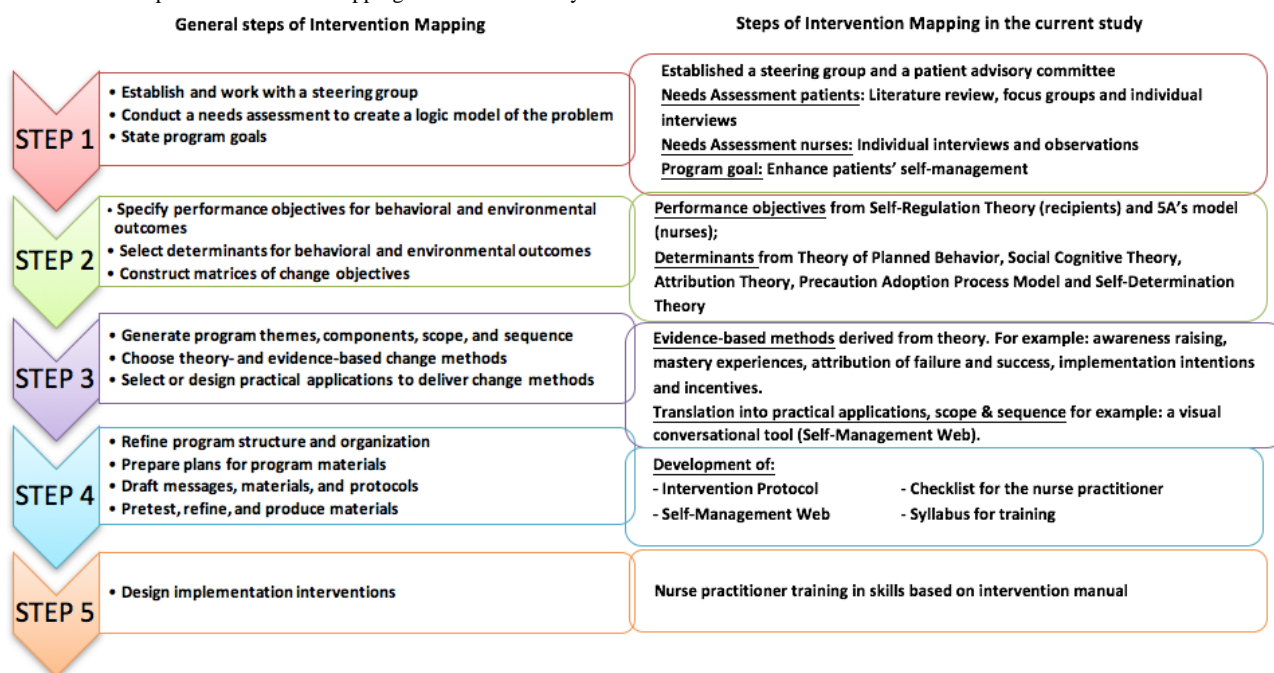 General steps of Intervention Mapping
Steps of Intervention Mapping in the current study
STEP 1
• Establish and work with a steering group
• Conduct a needs assessment to create a logic model of the problem
• State program goals
Established a steering group and a patient advisory committee
Needs Assessment patients: Literature review, focus groups and individual
interviews
Needs Assessment nurses: Individual interviews and observations
Program goal: Enhance patients' self-management
STEP 2
• Specify performance objectives for behavioral and environmental
outcomes
• Select determinants for behavioral and environmental outcomes
• Construct matrices of change objectives
Performance objectives from Self-Regulation Theory (recipients) and 5A's model
(nurses);
Determinants from Theory of Planned Behavior, Social Cognitive Theory,
Attribution Theory, Precaution Adoption Process Model and Self-Determination
Theory
STEP 3
• Generate program themes, components, scope, and sequence
• Choose theory- and evidence-based change methods
• Select or design practical applications to deliver change methods
Evidence-based methods derived from theory. For example: awareness raising,
mastery experiences, attribution of failure and success, implementation intentions
and incentives.
Translation into practical applications, scope & sequence for example: a visual
conversational tool (Self-Management Web).
STEP 4
• Refine program structure and organization
• Prepare plans for program materials
• Draft messages, materials, and protocols
• Pretest, refine, and produce materials
Development of:
- Intervention Protocol - Checklist for the nurse practitioner
- Self-Management Web - Syllabus for training
STEP 5
• Design implementation interventions
Nurse practitioner training in skills based on intervention manual